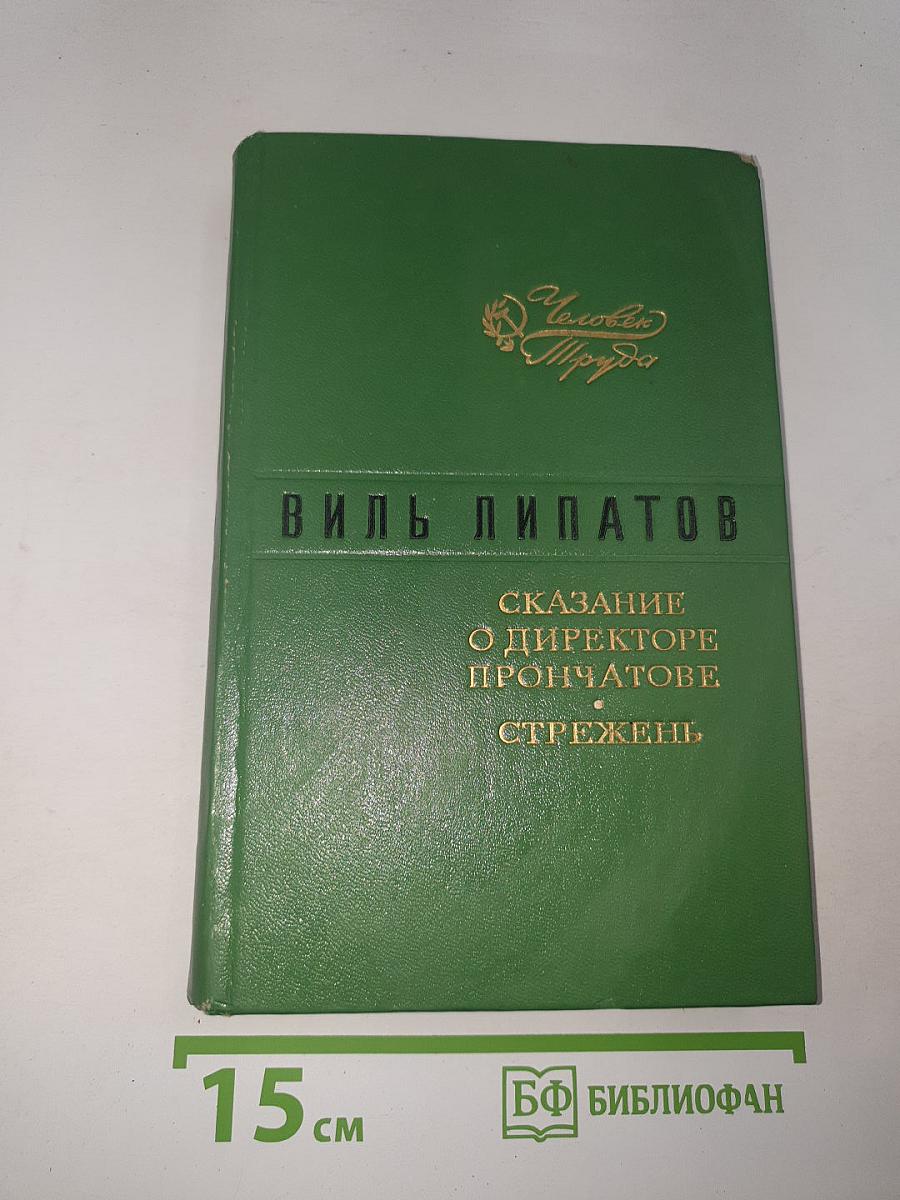 Человек
Труда
ВИЛЬ ЛИПАТОВ
СКАЗАНИЕ
О ДИРЕКТОРЕ
ПРОНЧАТОВЕ
•
СТРЕЖЕНЬ
15 см
БФ БИБЛИОФАН